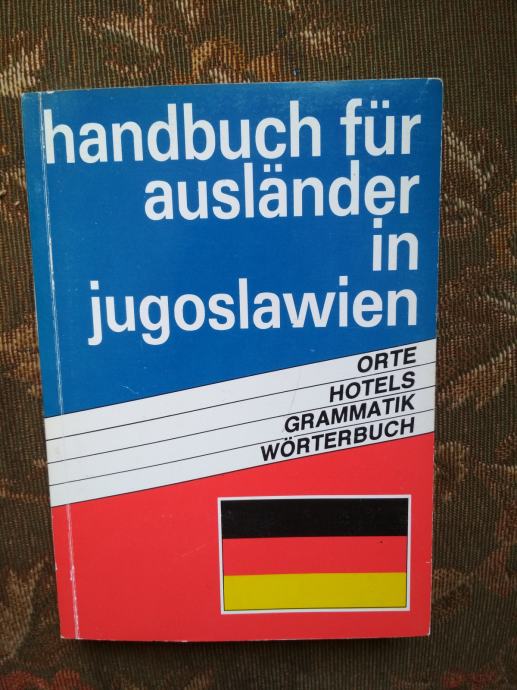 handbuch für
ausländer
in
jugoslawien
ORTE
HOTELS
GRAMMATIK
WÖRTERBUCH